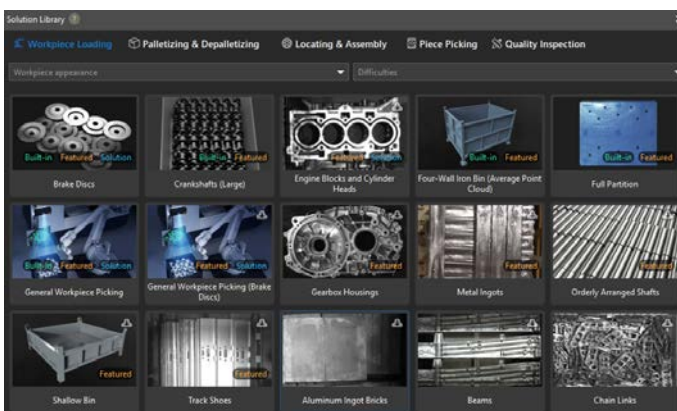 Solution Library ?
Workpiece Loading Palletizing & Depalletizing Locating & Assembly Piece Picking Quality Inspection
Workpiece appearance Difficulties
Built-in Featured Solution
Built-in Featured
Featured Solution
Built-in Featured
Built-in Featured
Brake Discs
Crankshafts (Large)
Engine Blocks and Cylinder
Heads
Four-Wall Iron Bin (Average Point
Cloud)
Full Partition
Built-in Featured Solution
Built-in Featured Solution
Featured
Featured
Featured
General Workpiece Picking
General Workpiece Picking (Brake
Discs)
Gearbox Housings
Metal Ingots
Orderly Arranged Shafts
Featured
Shallow Bin
Track Shoes
Aluminum Ingot Bricks
Beams
Chain Links